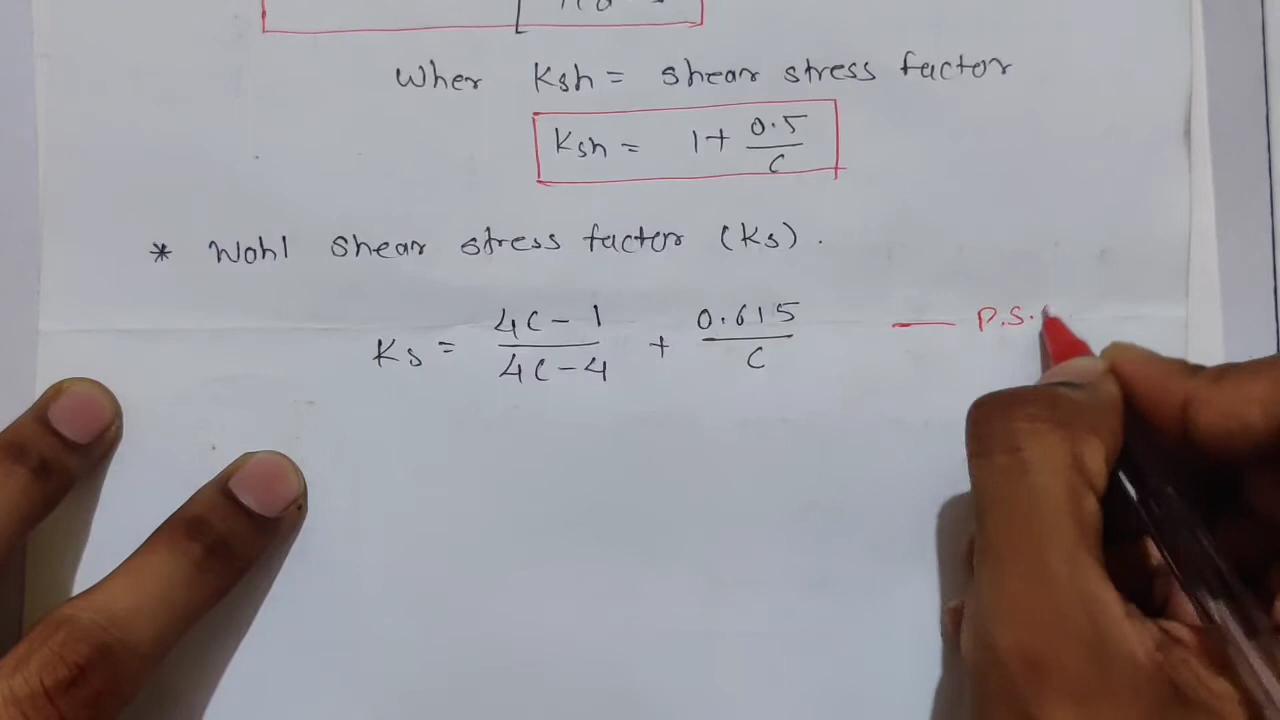 Wher Ksh = shear stress factor
Ksh = 1 + 0.5/C
* Wohl shear stress factor (Ks).
Ks = 4C - 1/4C - 4 + 0.615/C — P.S.